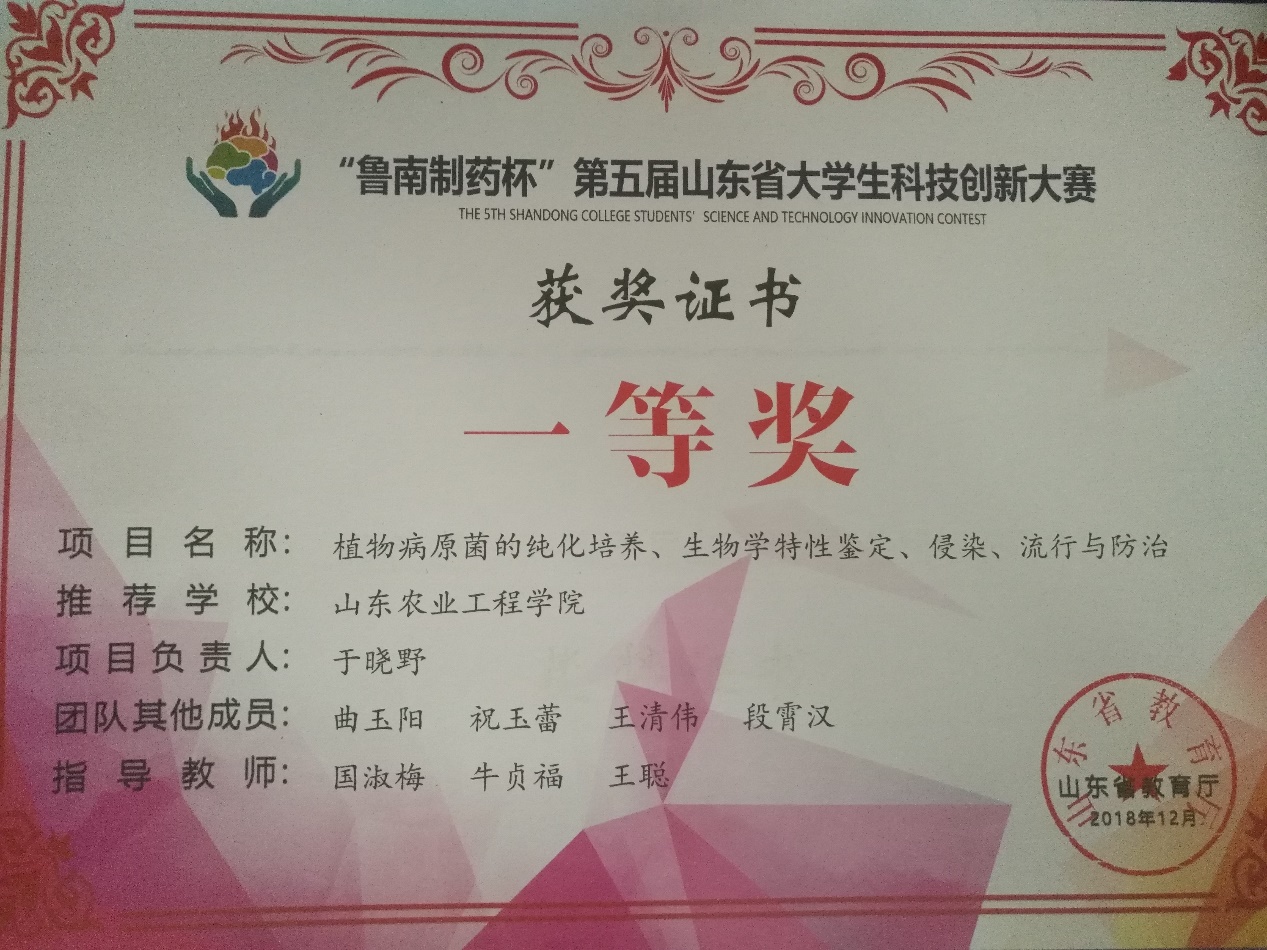 “鲁南制药杯”第五届山东省大学生科技创新大赛
THE 5TH SHANDONG COLLEGE STUDENTS' SCIENCE AND TECHNOLOGY INNOVATION CONTEST
获奖证书
一等奖
项目名称：植物病原菌的纯化培养、生物学特性鉴定、侵染、流行与防治
推荐学校：山东农业工程学院
项目负责人：于晓野
团队其他成员：曲玉阳 祝玉蕾 王清伟 段霄汉
指导教师：国淑梅 牛贞福 王聪
山东省教育厅
山东省教育厅
2018年12月